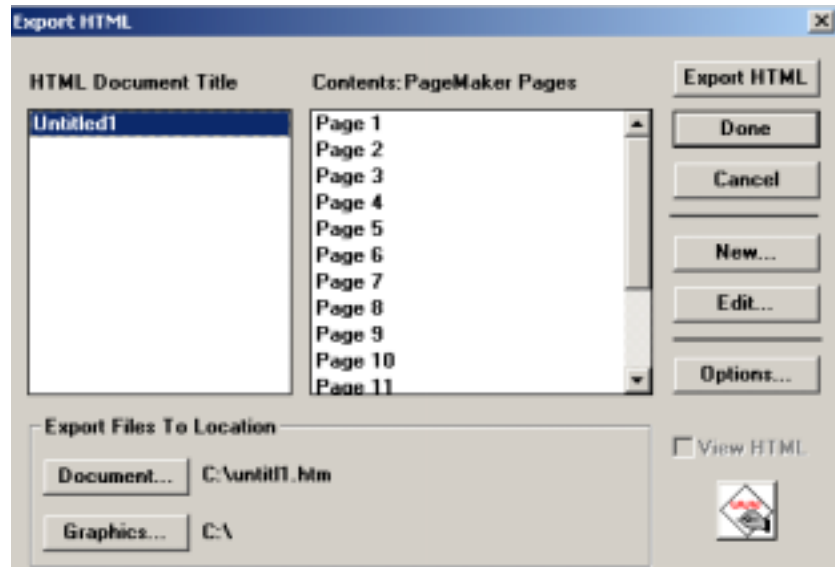 Export HTML
HTML Document Title
Contents:PageMaker Pages
Export HTML
Untitled1
Page 1
Page 2
Page 3
Page 4
Page 5
Page 6
Page 7
Page 8
Page 9
Page 10
Page 11
Done
Cancel
New...
Edit...
Options...
Export Files To Location
Document... C:\untitl1.htm
Graphics... C:\
View HTML